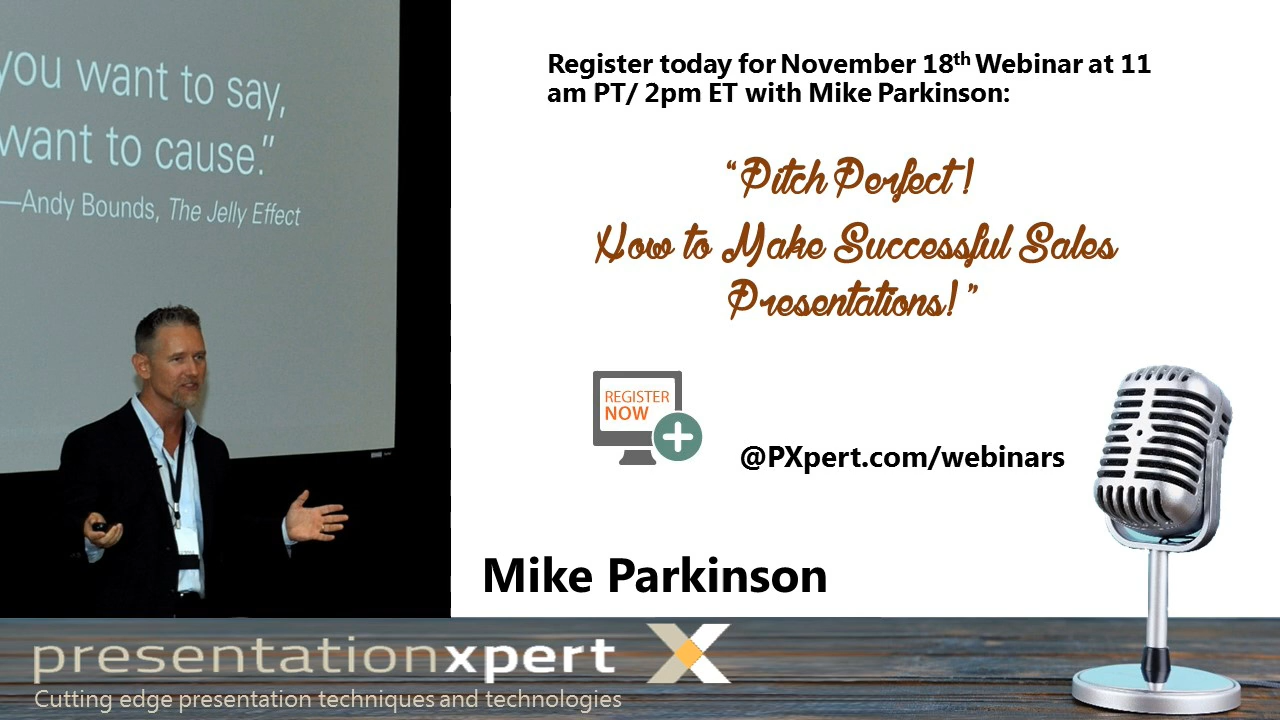 you want to say,
want to cause.”
—Andy Bounds, The Jelly Effect
Register today for November 18th Webinar at 11
am PT/ 2pm ET with Mike Parkinson:
“Pitch Perfect!
How to Make Successful Sales
Presentations!”
REGISTER
NOW
@PXpert.com/webinars
Mike Parkinson
presentationxpert X
Cutting edge presentation techniques and technologies